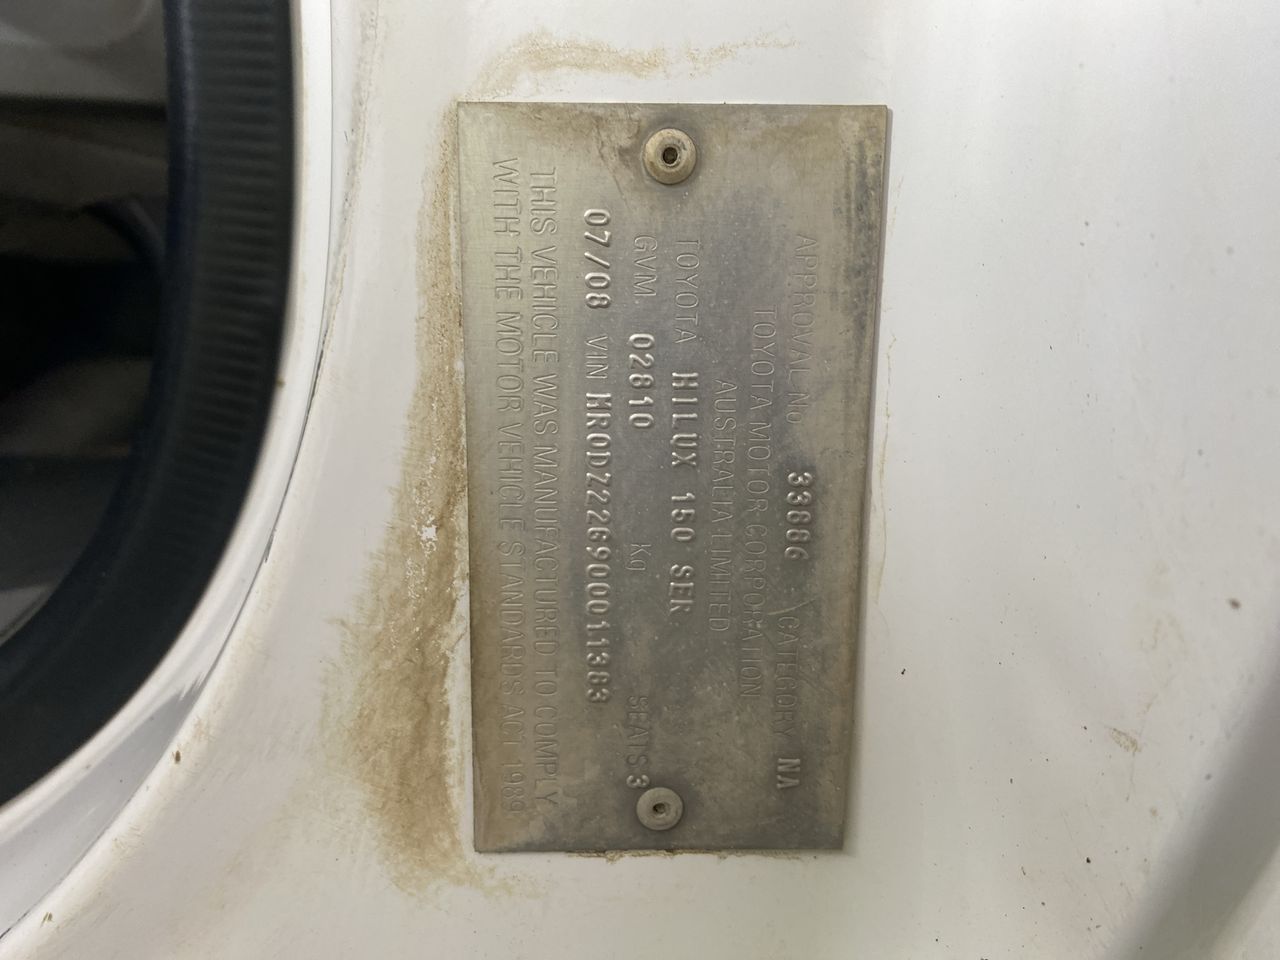 APPROVAL No 33886 CATEGORY NA
TOYOTA MOTOR CORPORATION
AUSTRALIA LIMITED
TOYOTA HILUX 150 SER
GVM 02810 Kg SEATS 3
07/08 VIN MR0DZ22G900011383
THIS VEHICLE WAS MANUFACTURED TO COMPLY
WITH THE MOTOR VEHICLE STANDARDS ACT 1989